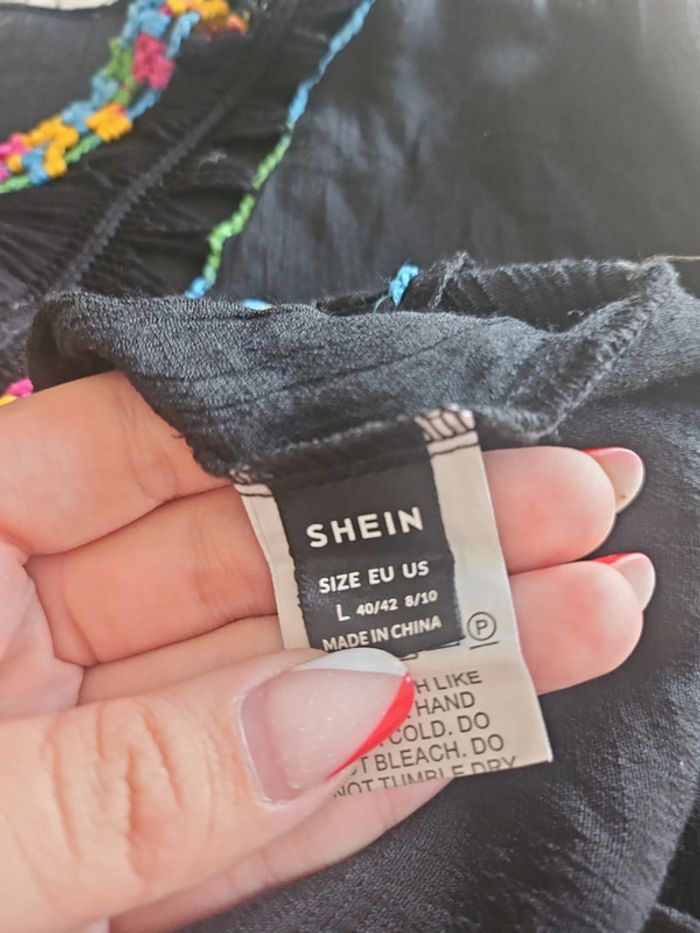 SHEIN
SIZE EU US
L 40/42 8/10
MADE IN CHINA
P
H LIKE
HAND
COLD. DO
T BLEACH. DO
NOT TUMBLE DRY